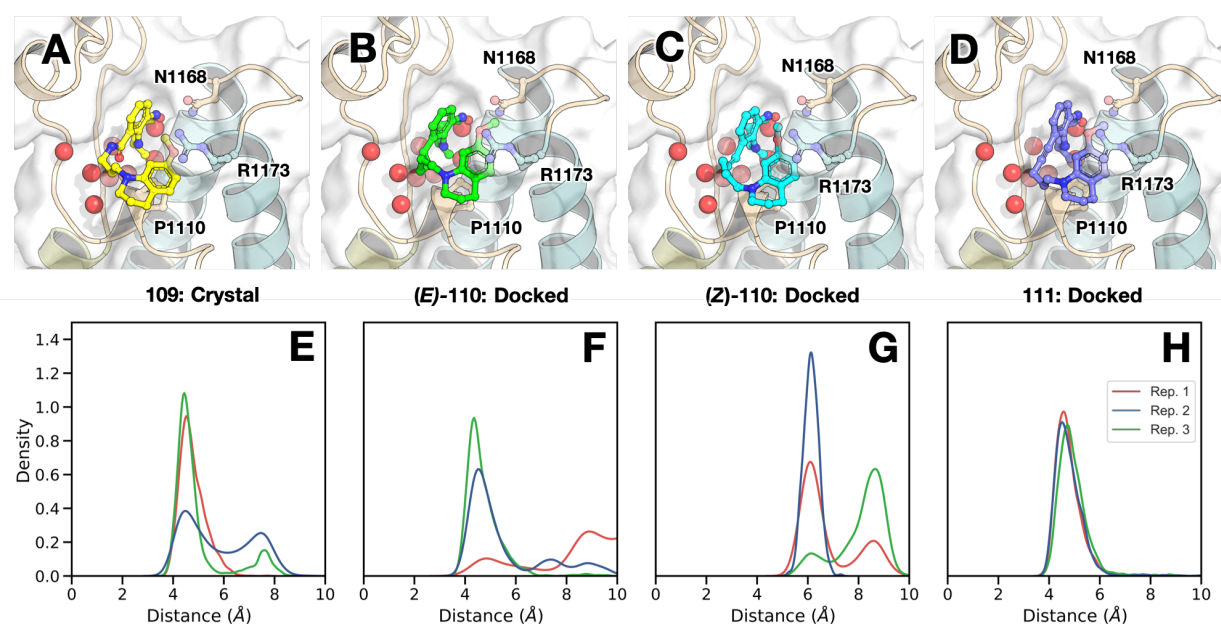 A
B
C
D
N1168
N1168
N1168
N1168
R1173
R1173
R1173
R1173
P1110
P1110
P1110
P1110
109: Crystal
(E)-110: Docked
(Z)-110: Docked
111: Docked
E
F
G
H
1.4
1.2
1.0
0.8
0.6
0.4
0.2
0.0
Density
Rep. 1
Rep. 2
Rep. 3
0 2 4 6 8 10
0 2 4 6 8 10
0 2 4 6 8 10
0 2 4 6 8 10
Distance (Å)
Distance (Å)
Distance (Å)
Distance (Å)